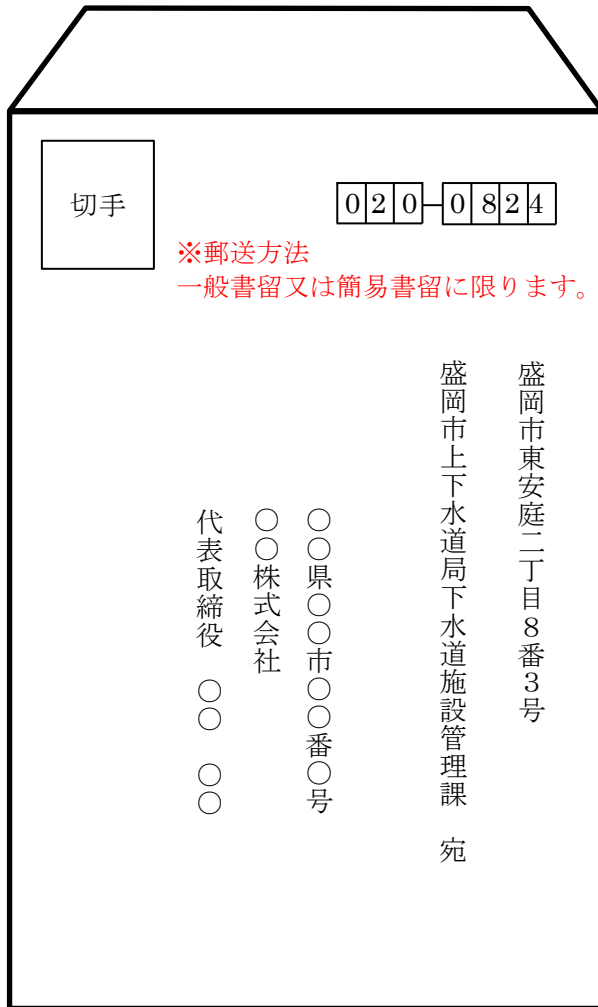 切手
020-0824
※郵送方法
一般書留又は簡易書留に限ります。
盛岡市東安庭二丁目8番3号
盛岡市上下水道局下水道施設管理課　宛
○○県○○市○○番○号
○○株式会社
代表取締役　○○　○○